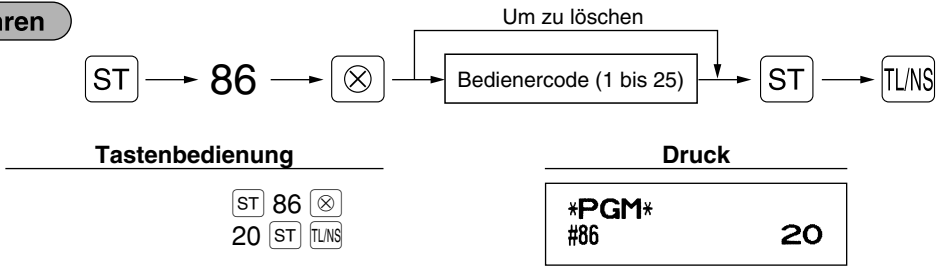 Um zu löschen
ST 86 ⊗ Bedienercode (1 bis 25) ST TL/NS
Tastenbedienung
ST 86 ⊗
20 ST TL/NS
Druck
*PGM*
#86 20